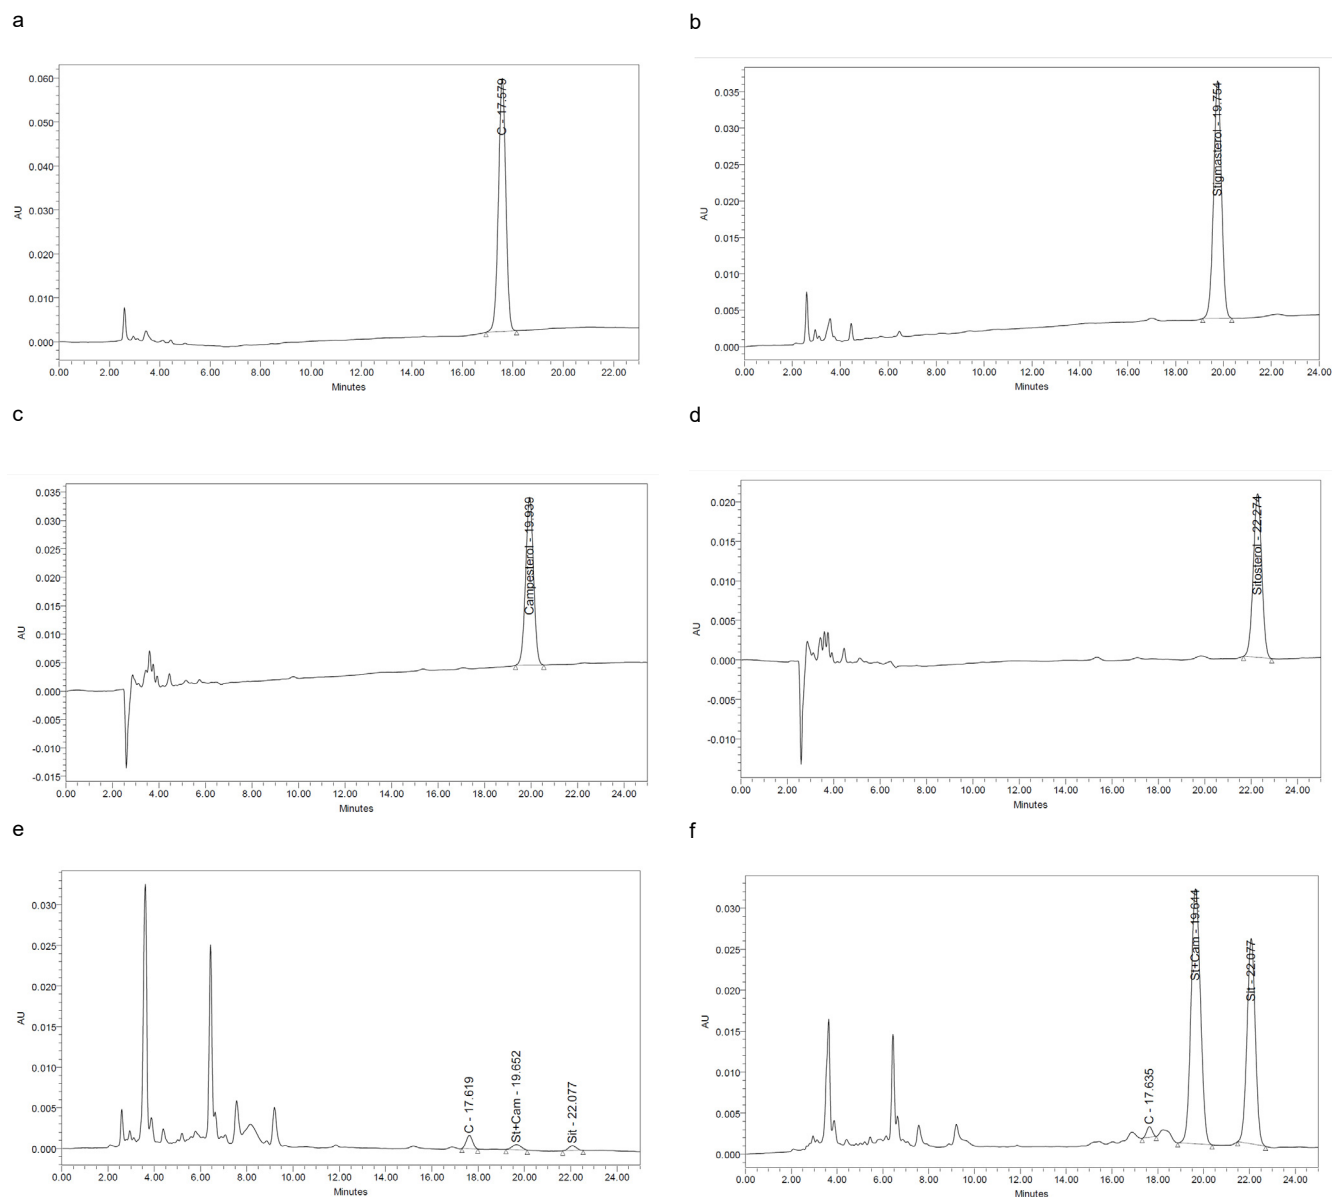 a
b
0.060
0.050
0.040
0.030
0.020
0.010
0.000
AU
C - 17.579
0.00 2.00 4.00 6.00 8.00 10.00 12.00 14.00 16.00 18.00 20.00 22.00
Minutes
0.035
0.030
0.025
0.020
0.015
0.010
0.005
0.000
AU
Stigmasterol - 19.754
0.00 2.00 4.00 6.00 8.00 10.00 12.00 14.00 16.00 18.00 20.00 22.00 24.00
Minutes
c
d
0.035
0.030
0.025
0.020
0.015
0.010
0.005
0.000
-0.005
-0.010
-0.015
AU
Campesterol - 19.939
0.00 2.00 4.00 6.00 8.00 10.00 12.00 14.00 16.00 18.00 20.00 22.00 24.00
Minutes
0.020
0.015
0.010
0.005
0.000
-0.005
-0.010
AU
Sitosterol - 22.274
0.00 2.00 4.00 6.00 8.00 10.00 12.00 14.00 16.00 18.00 20.00 22.00 24.00
Minutes
e
f
0.030
0.025
0.020
0.015
0.010
0.005
0.000
AU
C - 17.619
St+Cam - 19.652
Sit - 22.077
0.00 2.00 4.00 6.00 8.00 10.00 12.00 14.00 16.00 18.00 20.00 22.00 24.00
Minutes
0.030
0.025
0.020
0.015
0.010
0.005
0.000
AU
C - 17.635
St+Cam - 19.644
Sit - 22.077
0.00 2.00 4.00 6.00 8.00 10.00 12.00 14.00 16.00 18.00 20.00 22.00 24.00
Minutes